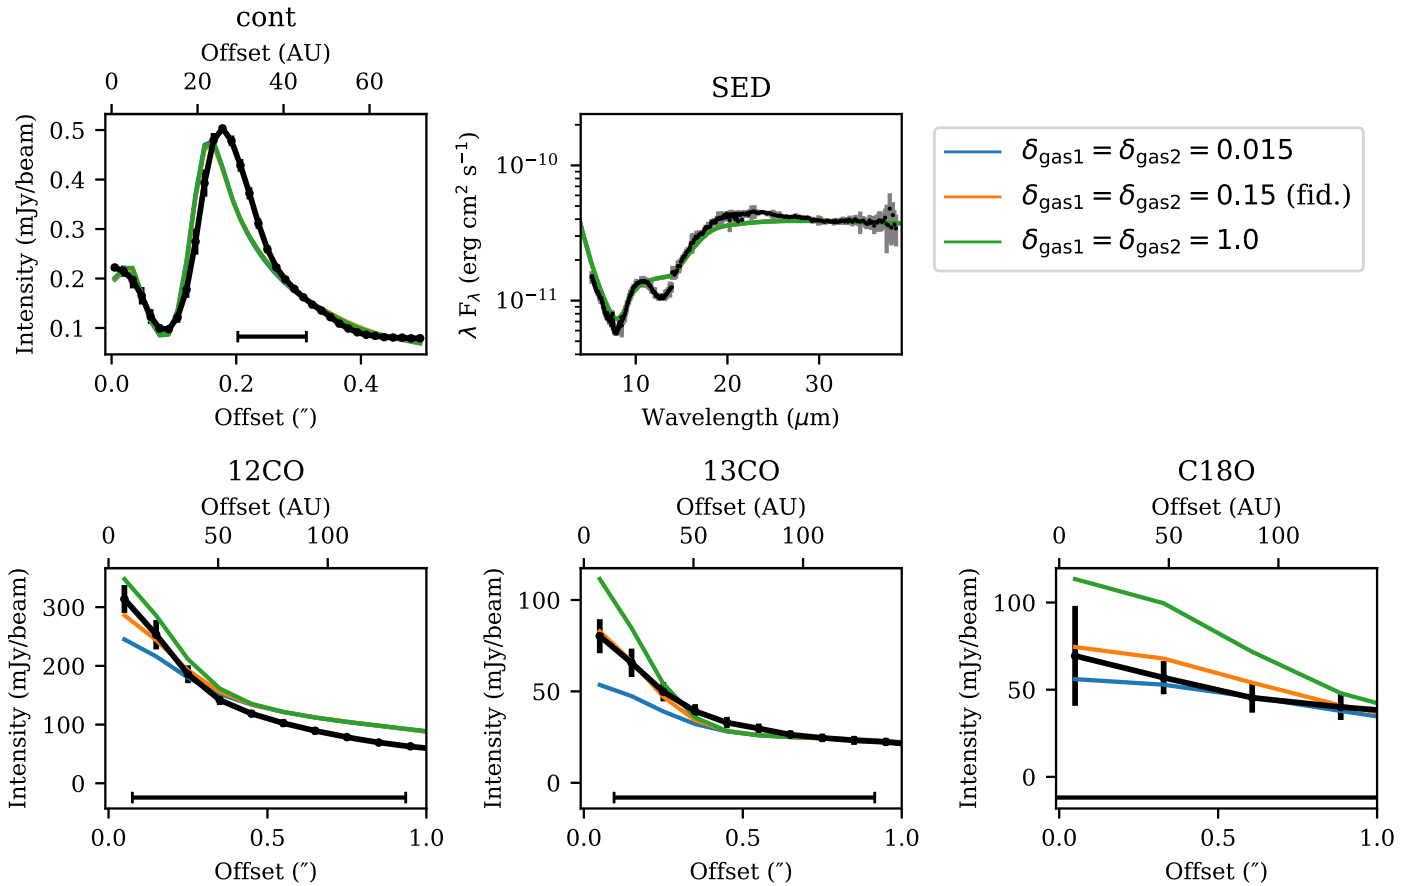 cont
Offset (AU)
0 20 40 60
0.5
0.4
0.3
0.2
0.1
Intensity (mJy/beam)
0.0 0.2 0.4
Offset (″)
SED
10⁻¹⁰
10⁻¹¹
λ F_λ (erg cm² s⁻¹)
10 20 30
Wavelength (μm)
δ_gas1 = δ_gas2 = 0.015
δ_gas1 = δ_gas2 = 0.15 (fid.)
δ_gas1 = δ_gas2 = 1.0
12CO
Offset (AU)
0 50 100
300
200
100
0
Intensity (mJy/beam)
0.0 0.5 1.0
Offset (″)
13CO
Offset (AU)
0 50 100
100
50
0
Intensity (mJy/beam)
0.0 0.5 1.0
Offset (″)
C18O
Offset (AU)
0 50 100
100
50
0
Intensity (mJy/beam)
0.0 0.5 1.0
Offset (″)